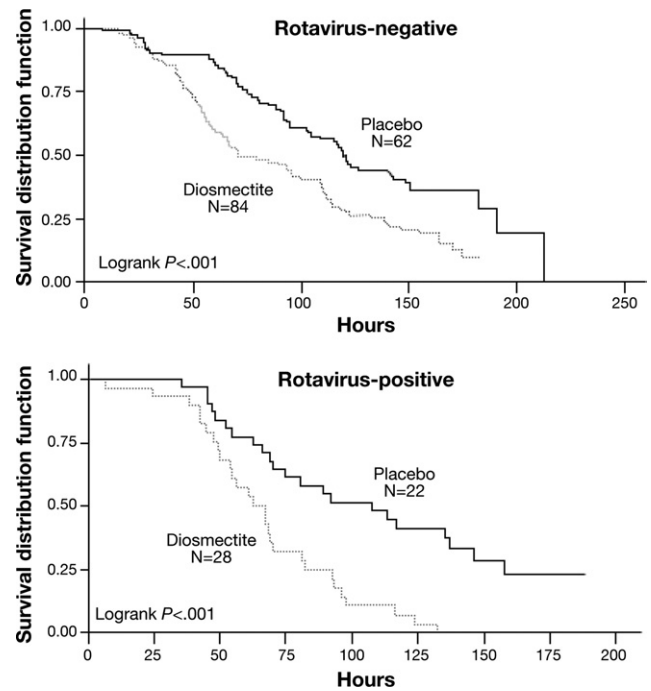 Rotavirus-negative
Survival distribution function
1.00
0.75
0.50
0.25
0.00
Placebo
N=62
Diosmectite
N=84
Logrank P<.001
0 50 100 150 200 250
Hours
Rotavirus-positive
Survival distribution function
1.00
0.75
0.50
0.25
0.00
Placebo
N=22
Diosmectite
N=28
Logrank P<.001
0 25 50 75 100 125 150 175 200
Hours